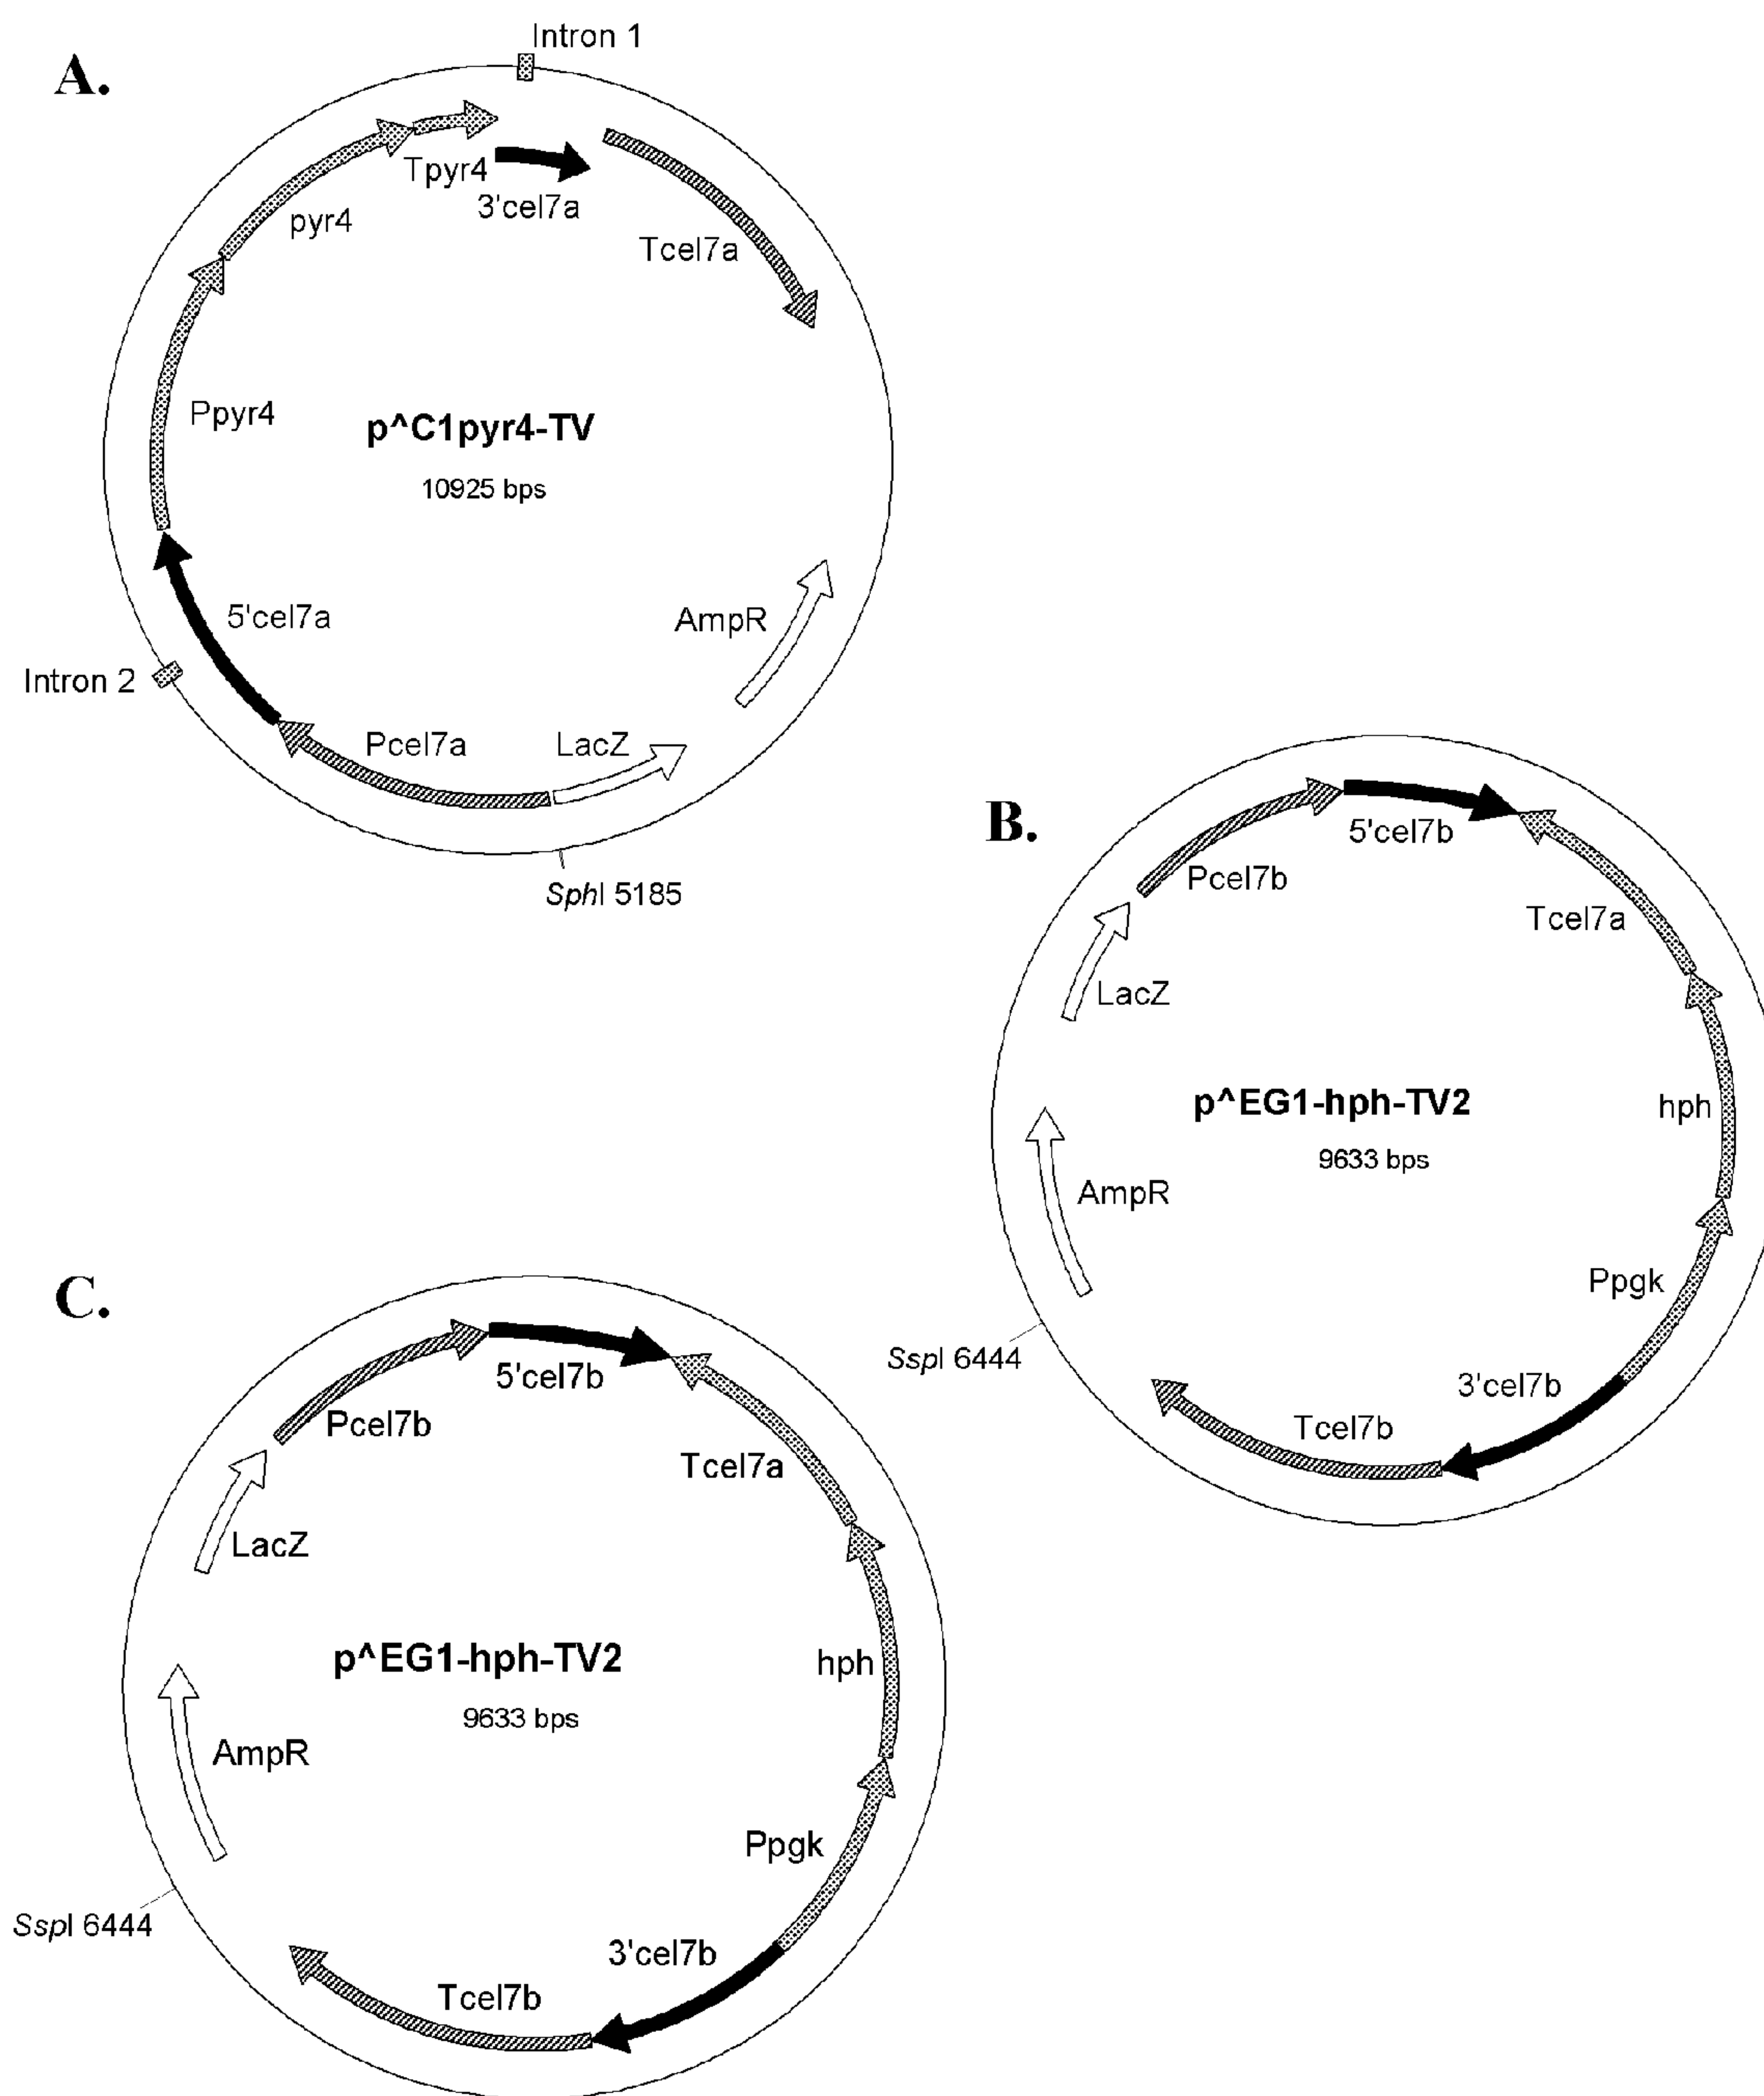 A.
Intron 1
Tpyr4
3'cel7a
pyr4
Tcel7a
Ppyr4
p^C1pyr4-TV
10925 bps
5'cel7a
AmpR
Intron 2
Pcel7a
LacZ
SphI 5185
B.
5'cel7b
Pcel7b
Tcel7a
LacZ
p^EG1-hph-TV2
hph
9633 bps
AmpR
Ppgk
SspI 6444
3'cel7b
Tcel7b
C.
5'cel7b
Pcel7b
Tcel7a
LacZ
p^EG1-hph-TV2
hph
9633 bps
AmpR
Ppgk
SspI 6444
3'cel7b
Tcel7b